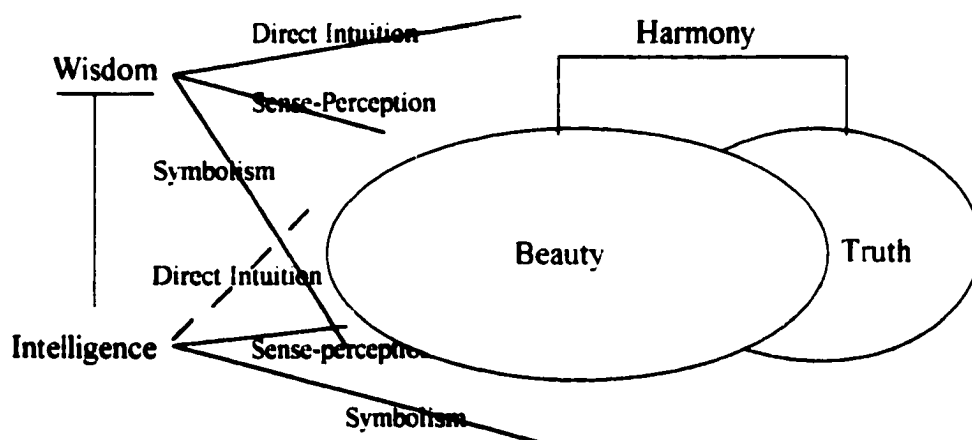 Direct Intuition
Harmony
Wisdom
Sense-Perception
Symbolism
Beauty
Truth
Direct Intuition
Intelligence
Sense-perception
Symbolism